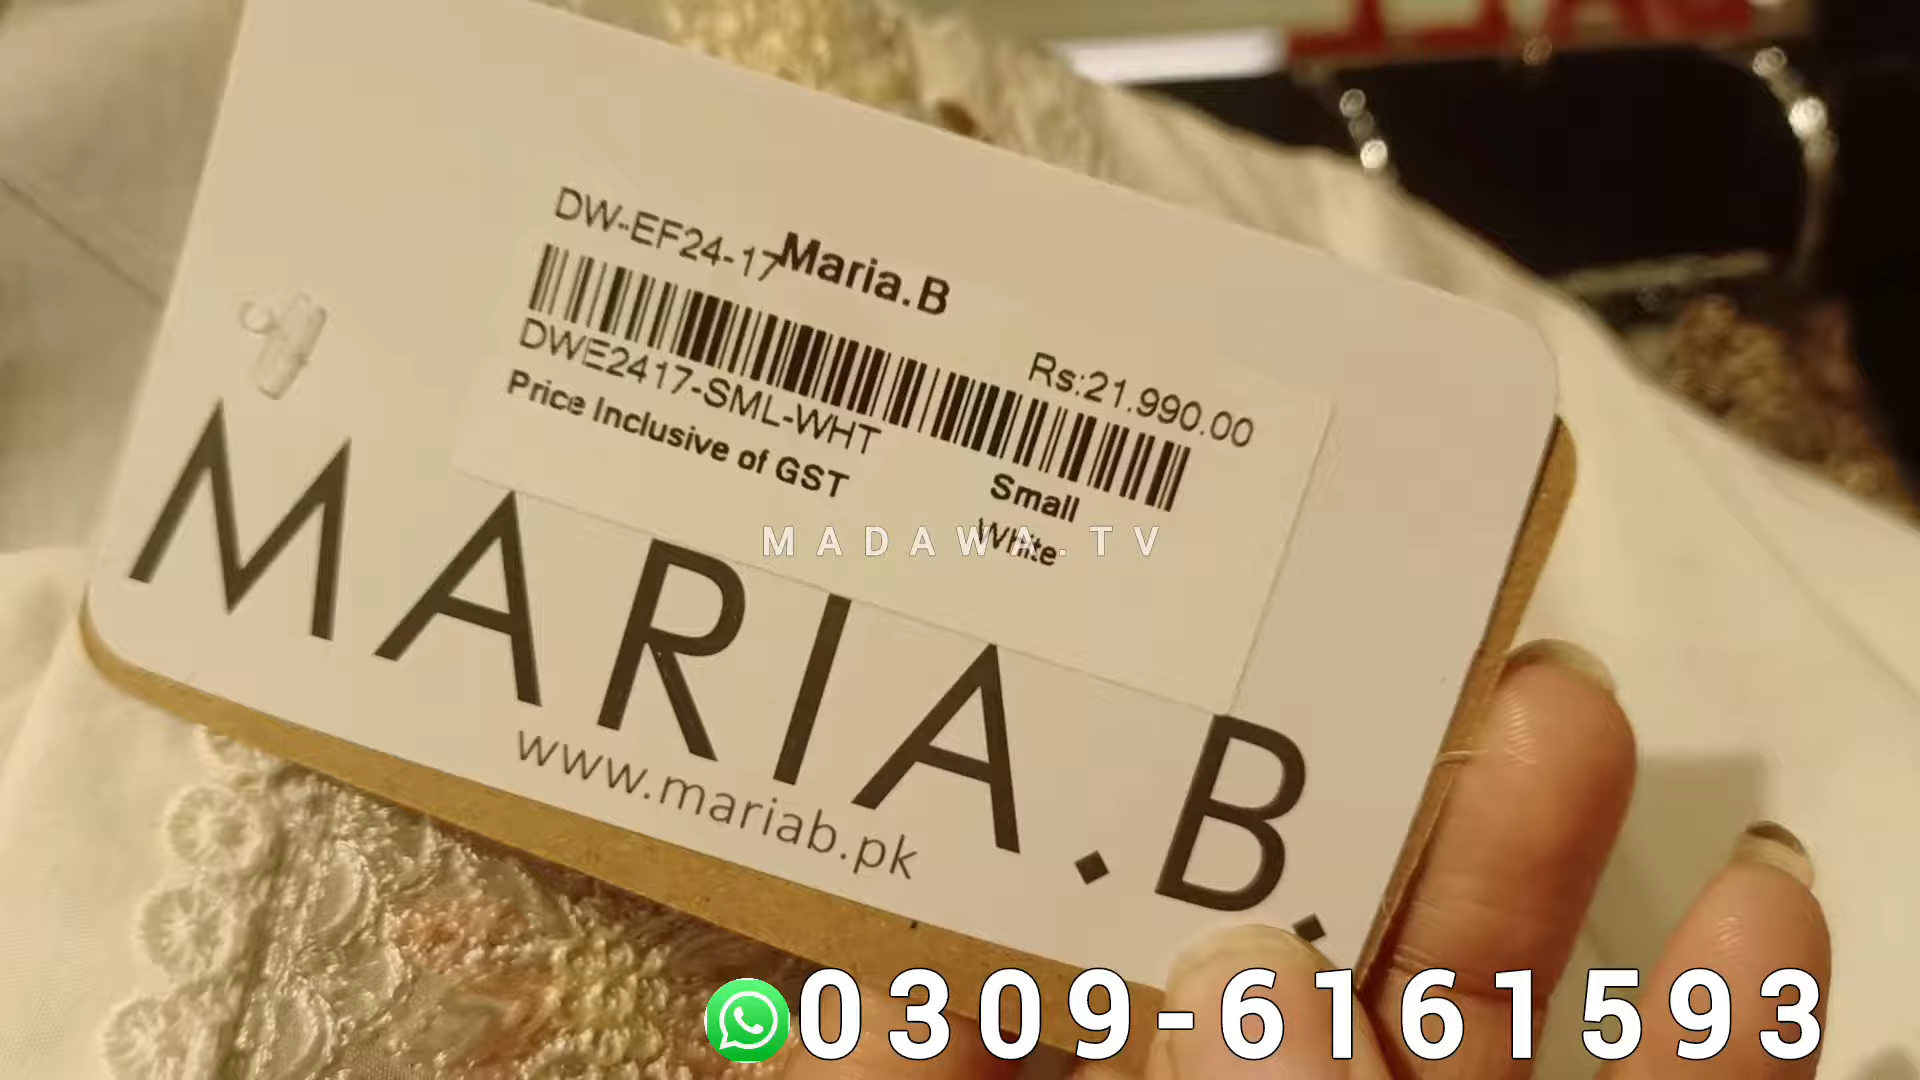 SALE
DW-EF24-17
Maria.B
Rs:21.990.00
DWE2417-SML-WHT
Price Inclusive of GST
Small
White
MADAWA.TV
MARIA.B.
www.mariab.pk
0309-6161593